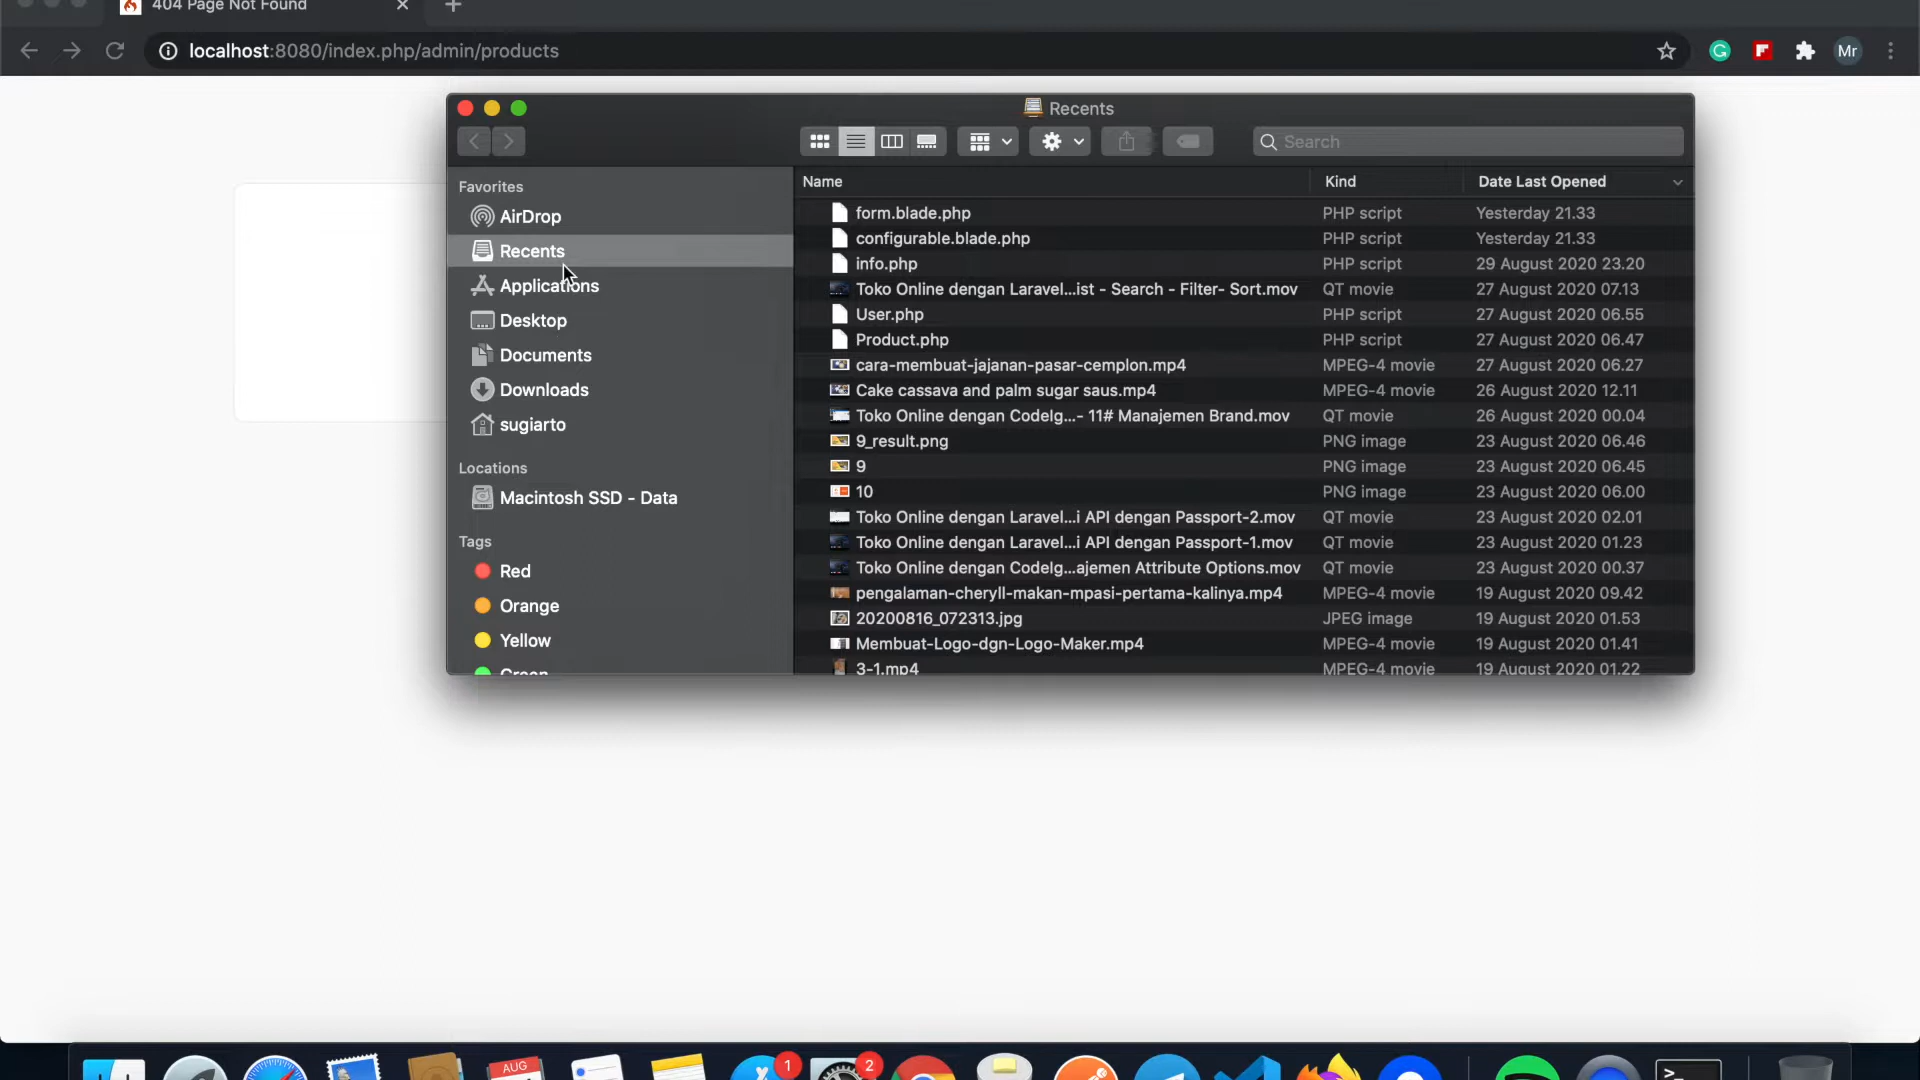 404 Page Not Found
localhost:8080/index.php/admin/products
Mr
Recents
Search
Favorites
AirDrop
Recents
Applications
Desktop
Documents
Downloads
sugiarto
Locations
Macintosh SSD - Data
Tags
Red
Orange
Yellow
Green
Name Kind Date Last Opened
form.blade.php PHP script Yesterday 21.33
configurable.blade.php PHP script Yesterday 21.33
info.php PHP script 29 August 2020 23.20
Toko Online dengan Laravel...ist - Search - Filter- Sort.mov QT movie 27 August 2020 07.13
User.php PHP script 27 August 2020 06.55
Product.php PHP script 27 August 2020 06.47
cara-membuat-jajanan-pasar-cemplon.mp4 MPEG-4 movie 27 August 2020 06.27
Cake cassava and palm sugar saus.mp4 MPEG-4 movie 26 August 2020 12.11
Toko Online dengan CodeIg...- 11# Manajemen Brand.mov QT movie 26 August 2020 00.04
9_result.png PNG image 23 August 2020 06.46
9 PNG image 23 August 2020 06.45
10 PNG image 23 August 2020 06.00
Toko Online dengan Laravel...i API dengan Passport-2.mov QT movie 23 August 2020 02.01
Toko Online dengan Laravel...i API dengan Passport-1.mov QT movie 23 August 2020 01.23
Toko Online dengan CodeIg...ajemen Attribute Options.mov QT movie 23 August 2020 00.37
pengalaman-cheryll-makan-mpasi-pertama-kalinya.mp4 MPEG-4 movie 19 August 2020 09.42
20200816_072313.jpg JPEG image 19 August 2020 01.53
Membuat-Logo-dgn-Logo-Maker.mp4 MPEG-4 movie 19 August 2020 01.41
3-1.mp4 MPEG-4 movie 19 August 2020 01.22
AUG
1
2